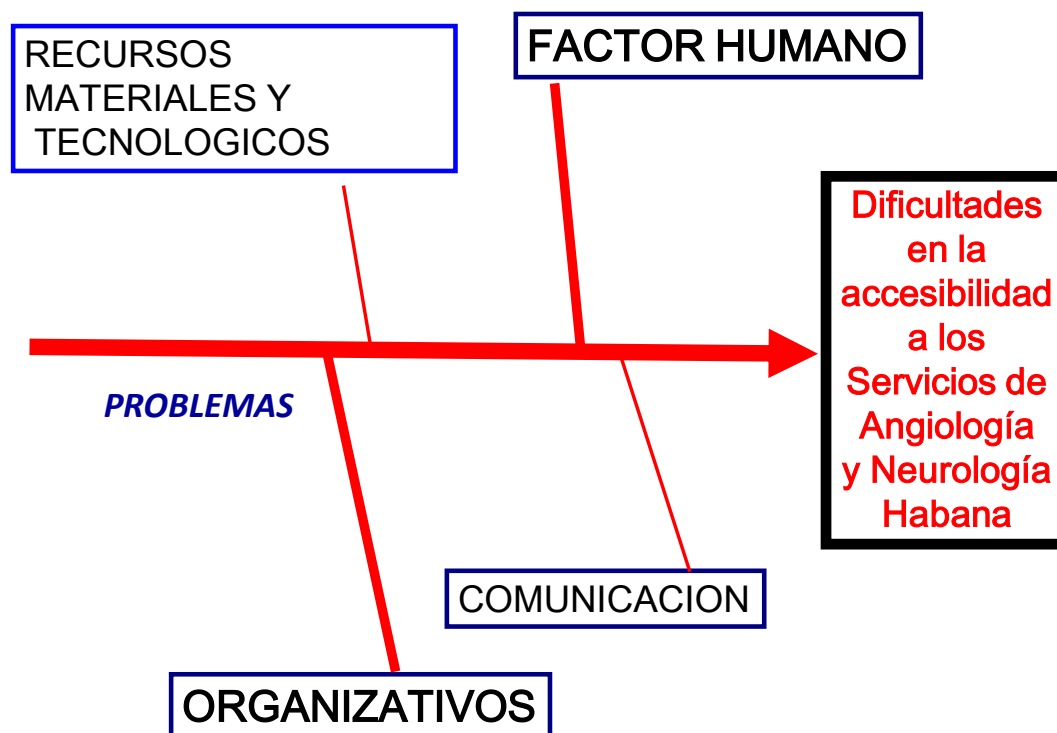 RECURSOS
MATERIALES Y
TECNOLOGICOS
FACTOR HUMANO
Dificultades
en la
accesibilidad
a los
Servicios de
Angiología
y Neurología
Habana
PROBLEMAS
COMUNICACION
ORGANIZATIVOS